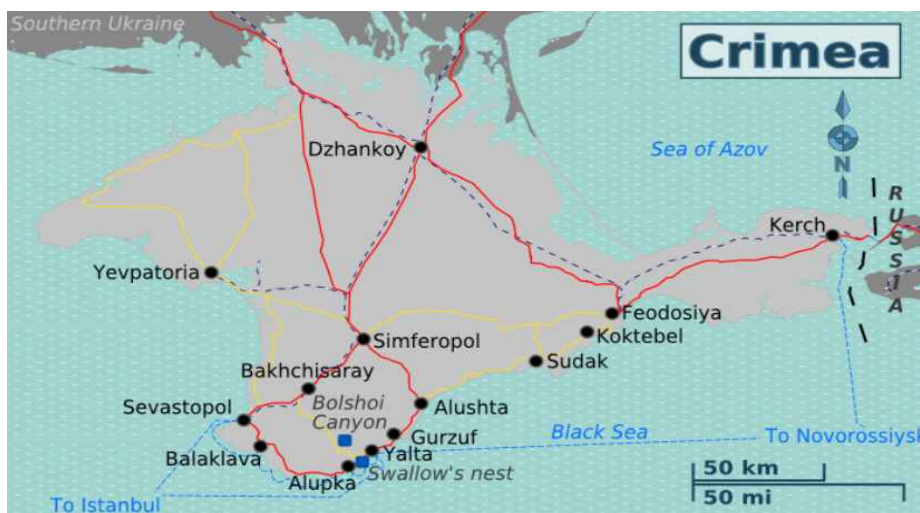 Southern Ukraine
Crimea
Dzhankoy
Sea of Azov
N
RUSSIA
Kerch
Yevpatoria
Feodosiya
Koktebel
Simferopol
Sudak
Bakhchisaray
Bolshoi
Canyon
Sevastopol
Alushta
Gurzuf
Black Sea
To Novorossiysk
Balaklava
Yalta
Swallow's nest
Alupka
50 km
50 mi
To Istanbul